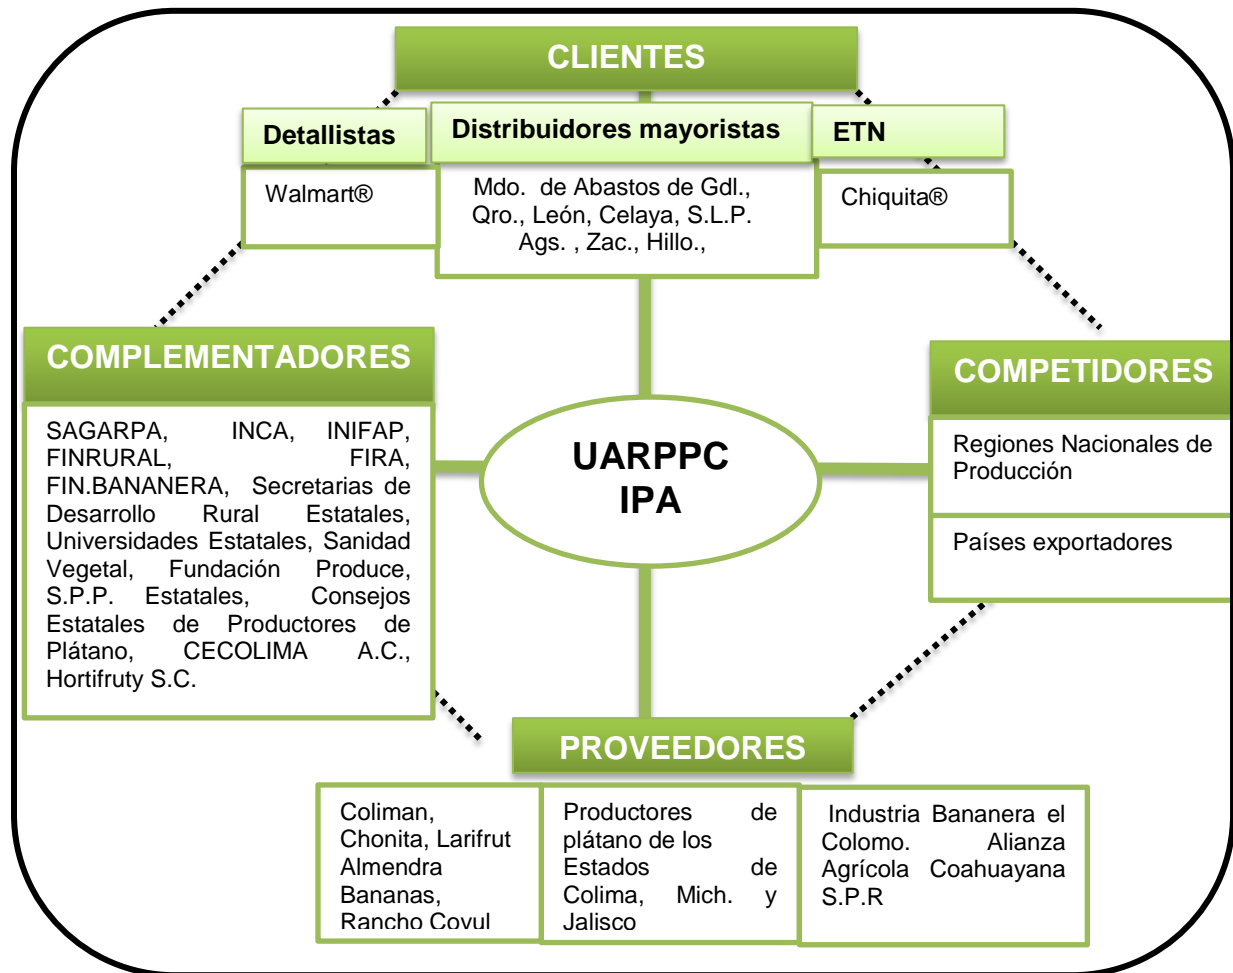 CLIENTES
Detallistas
Distribuidores mayoristas
ETN
Walmart®
Mdo. de Abastos de Gdl.,
Qro., León, Celaya, S.L.P.
Ags. , Zac., Hillo.,
Chiquita®
COMPLEMENTADORES
SAGARPA, INCA, INIFAP,
FINRURAL, FIRA,
FIN.BANANERA, Secretarias de
Desarrollo Rural Estatales,
Universidades Estatales, Sanidad
Vegetal, Fundación Produce,
S.P.P. Estatales, Consejos
Estatales de Productores de
Plátano, CECOLIMA A.C.,
Hortifruty S.C.
UARPPC
IPA
COMPETIDORES
Regiones Nacionales de
Producción
Países exportadores
PROVEEDORES
Coliman,
Chonita, Larifrut
Almendra
Bananas,
Rancho Coyul
Productores de
plátano de los
Estados de
Colima, Mich. y
Jalisco
Industria Bananera el
Colomo. Alianza
Agrícola Coahuayana
S.P.R